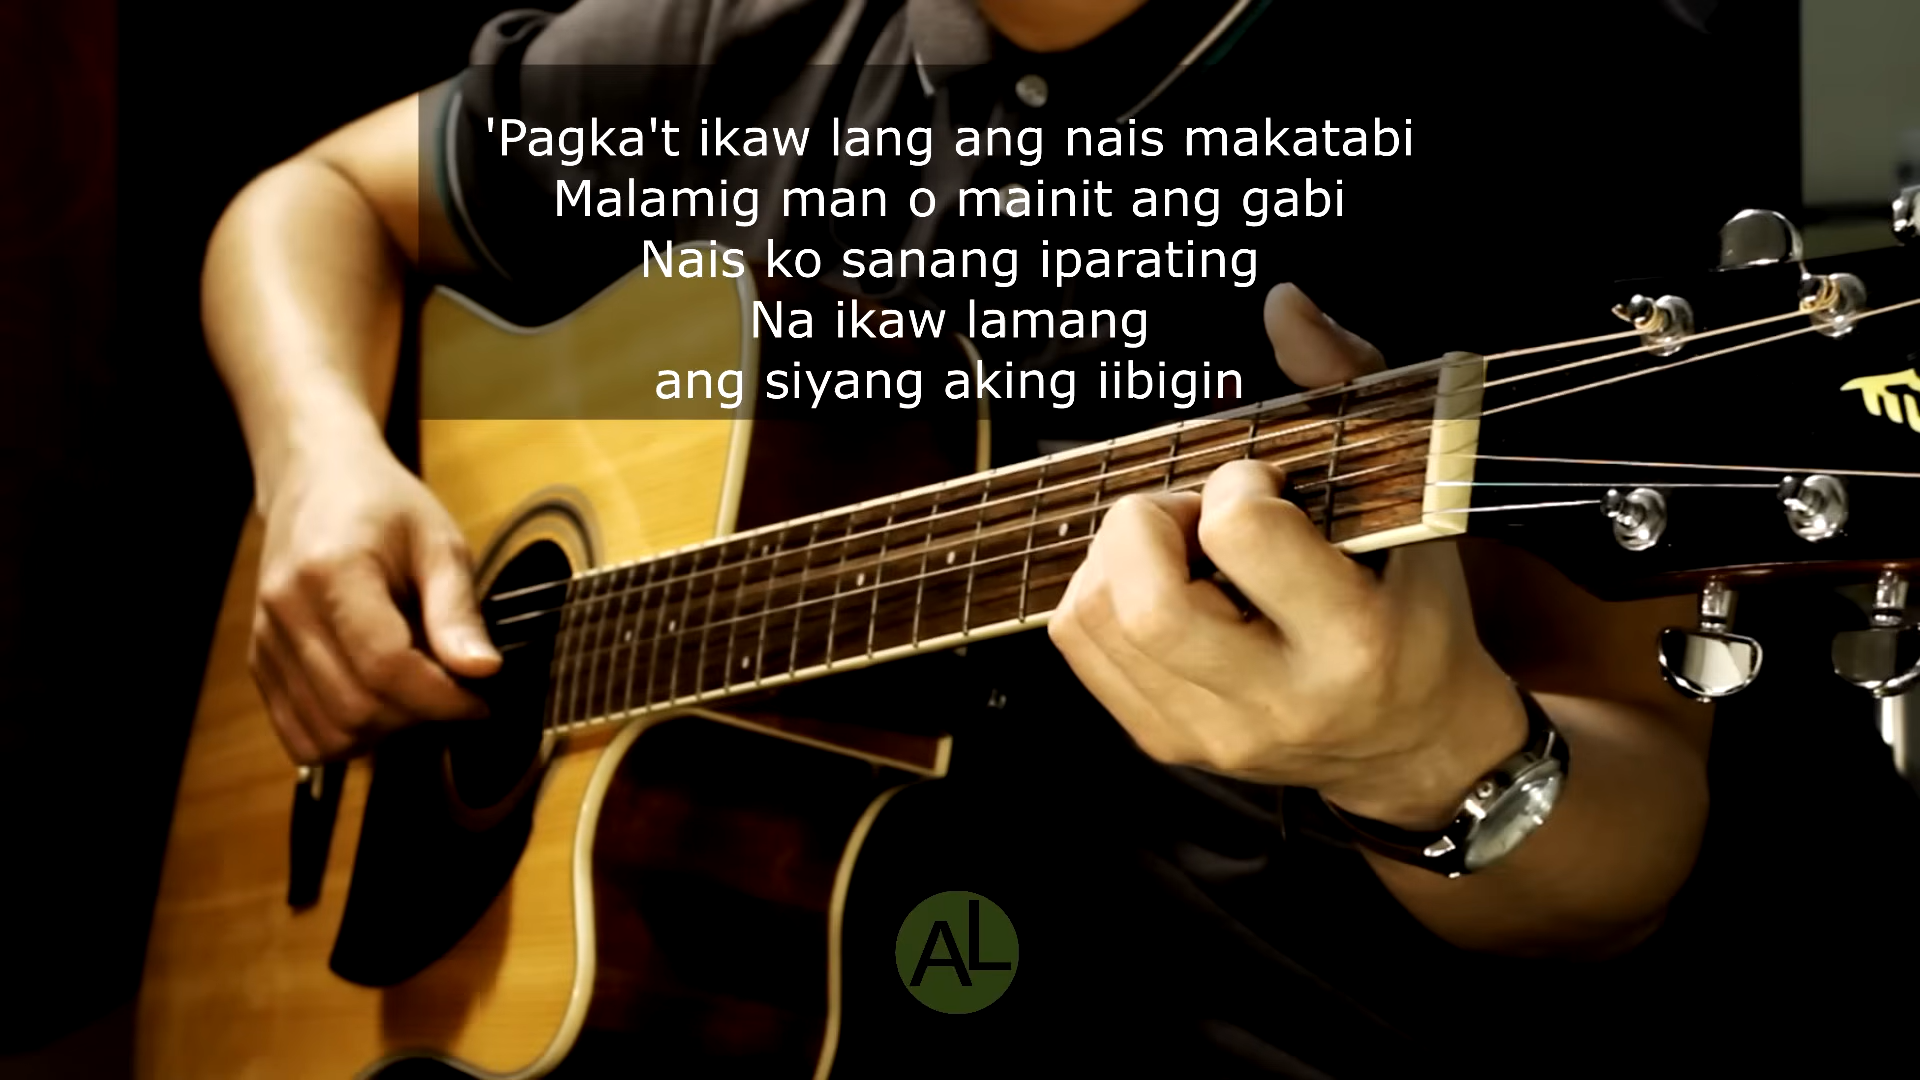 'Pagka't ikaw lang ang nais makatabi
Malamig man o mainit ang gabi
Nais ko sanang iparating
Na ikaw lamang
ang siyang aking iibigin
AL